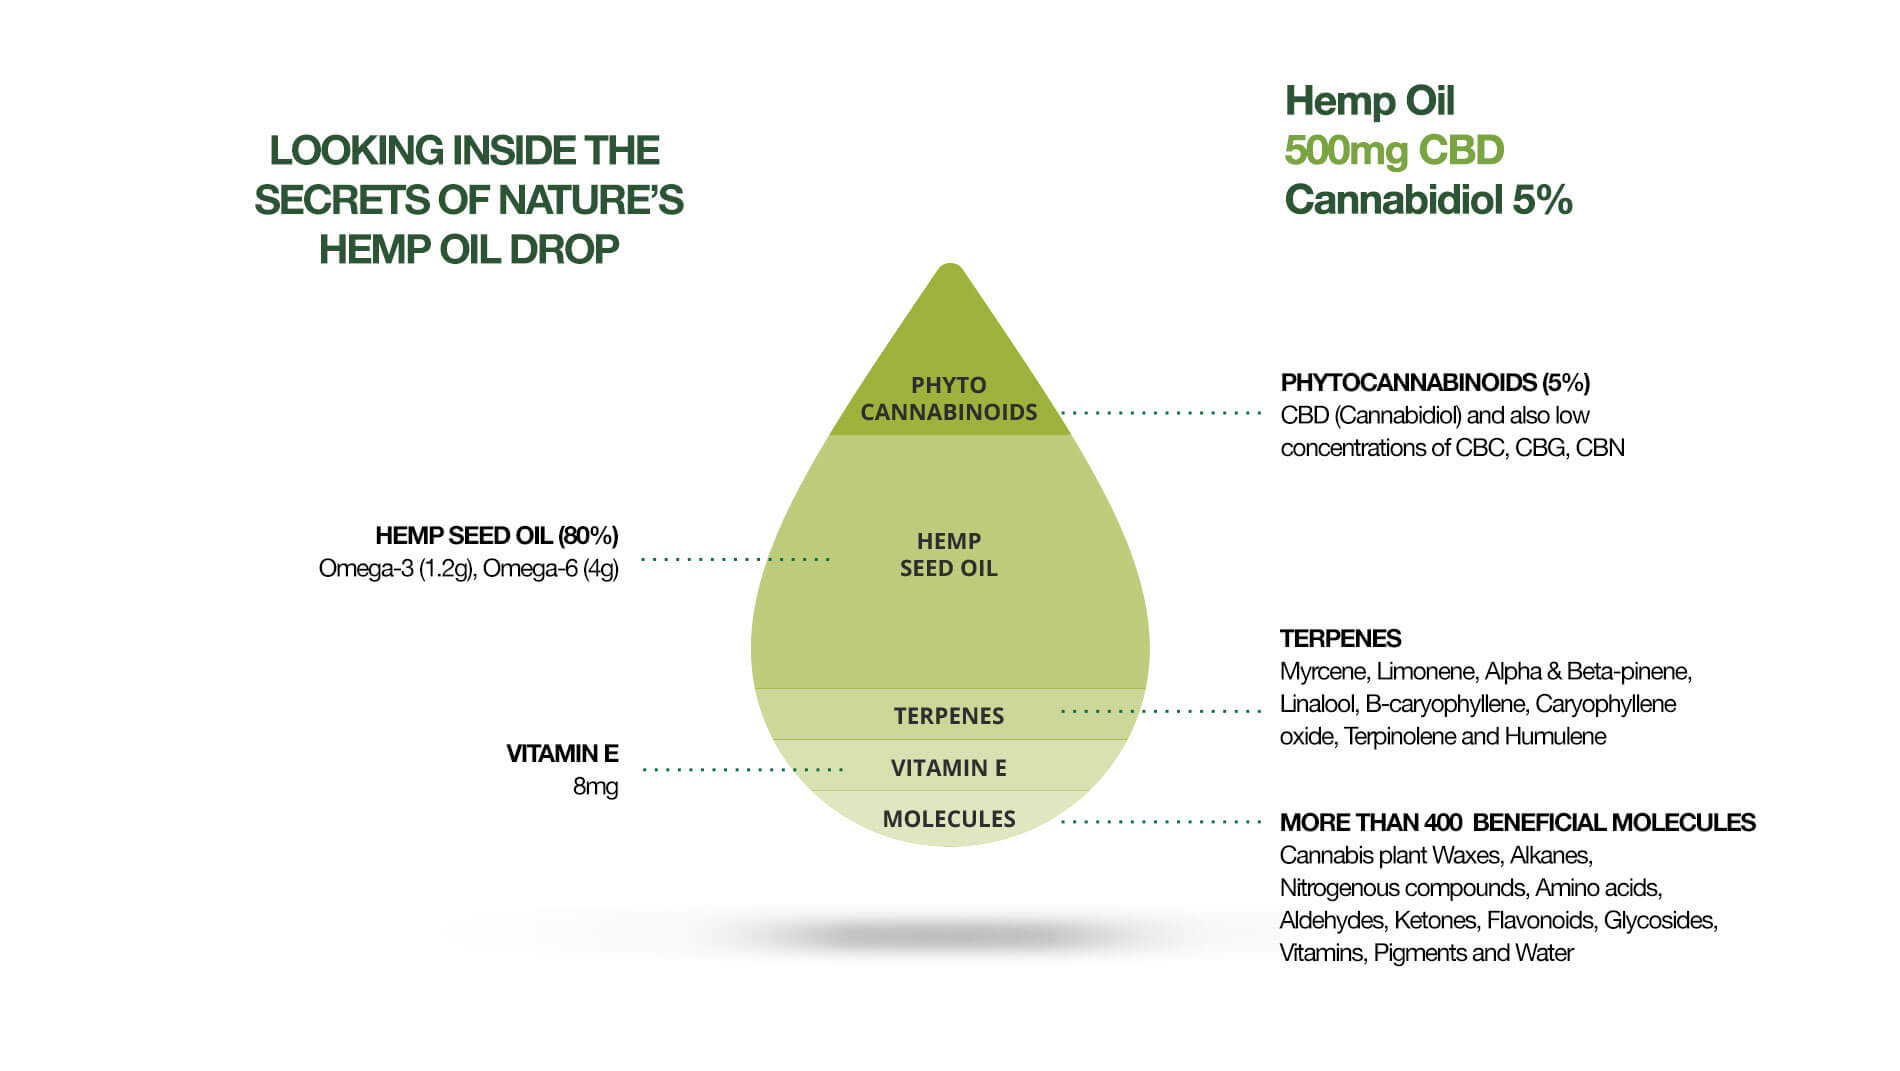 LOOKING INSIDE THE
SECRETS OF NATURE'S
HEMP OIL DROP
Hemp Oil
500mg CBD
Cannabidiol 5%
PHYTO
CANNABINOIDS
PHYTOCANNABINOIDS (5%)
CBD (Cannabidiol) and also low
concentrations of CBC, CBG, CBN
HEMP SEED OIL (80%)
Omega-3 (1.2g), Omega-6 (4g)
HEMP
SEED OIL
TERPENES
TERPENES
Myrcene, Limonene, Alpha & Beta-pinene,
Linalool, B-caryophyllene, Caryophyllene
oxide, Terpinolene and Humulene
VITAMIN E
8mg
VITAMIN E
MOLECULES
MORE THAN 400 BENEFICIAL MOLECULES
Cannabis plant Waxes, Alkanes,
Nitrogenous compounds, Amino acids,
Aldehydes, Ketones, Flavonoids, Glycosides,
Vitamins, Pigments and Water